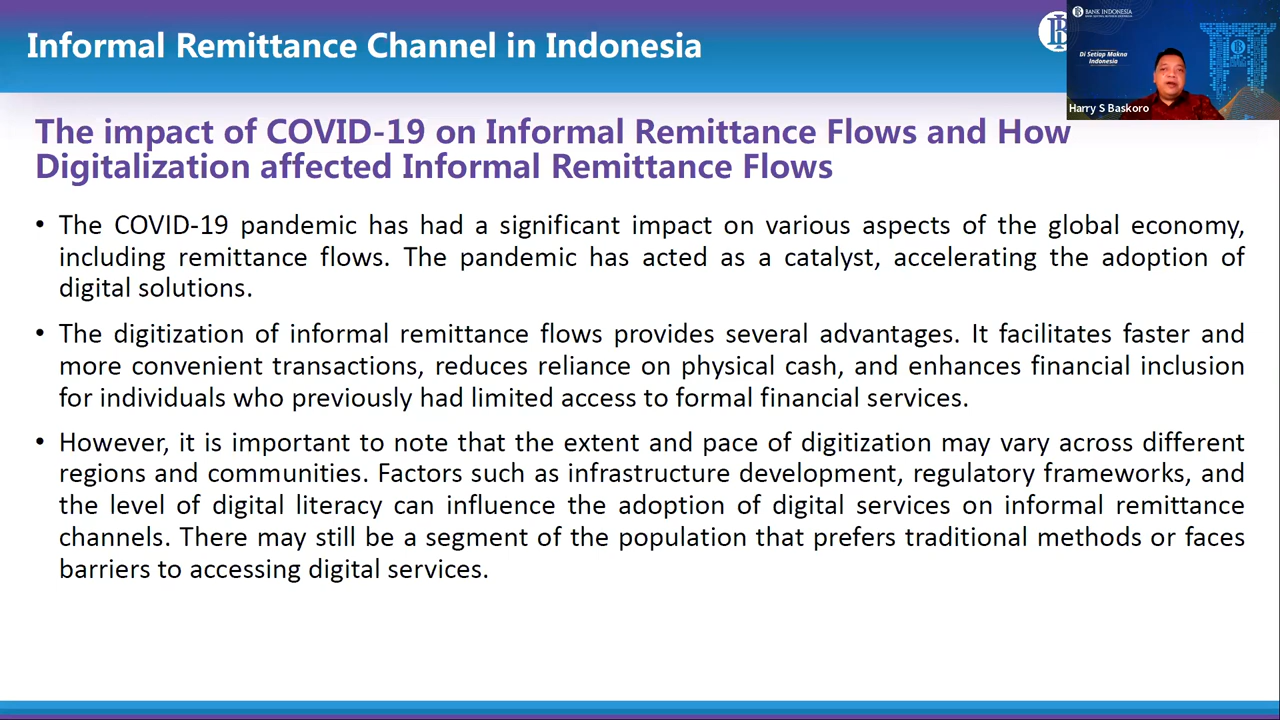 Informal Remittance Channel in Indonesia
BANK INDONESIA
Di Setiap Makna
Indonesia
Harry S Baskoro
The impact of COVID-19 on Informal Remittance Flows and How
Digitalization affected Informal Remittance Flows
• The COVID-19 pandemic has had a significant impact on various aspects of the global economy,
including remittance flows. The pandemic has acted as a catalyst, accelerating the adoption of
digital solutions.
• The digitization of informal remittance flows provides several advantages. It facilitates faster and
more convenient transactions, reduces reliance on physical cash, and enhances financial inclusion
for individuals who previously had limited access to formal financial services.
• However, it is important to note that the extent and pace of digitization may vary across different
regions and communities. Factors such as infrastructure development, regulatory frameworks, and
the level of digital literacy can influence the adoption of digital services on informal remittance
channels. There may still be a segment of the population that prefers traditional methods or faces
barriers to accessing digital services.